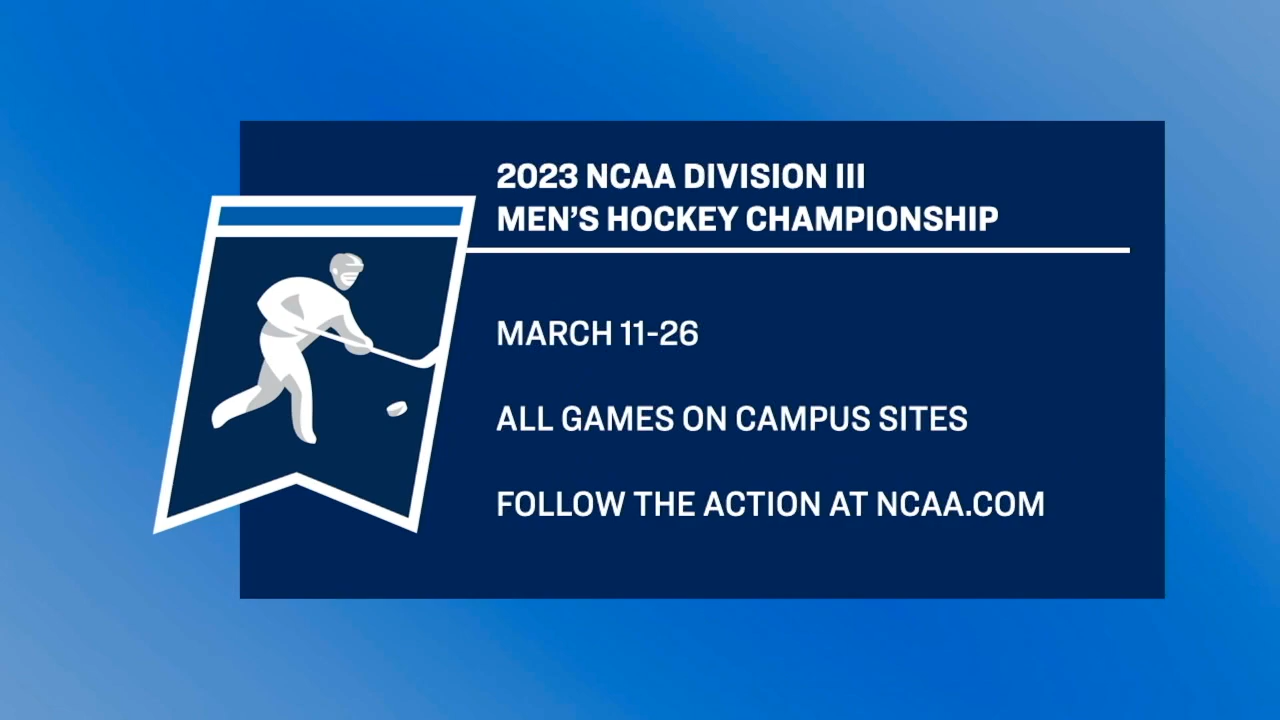 2023 NCAA DIVISION III
MEN’S HOCKEY CHAMPIONSHIP
MARCH 11-26
ALL GAMES ON CAMPUS SITES
FOLLOW THE ACTION AT NCAA.COM